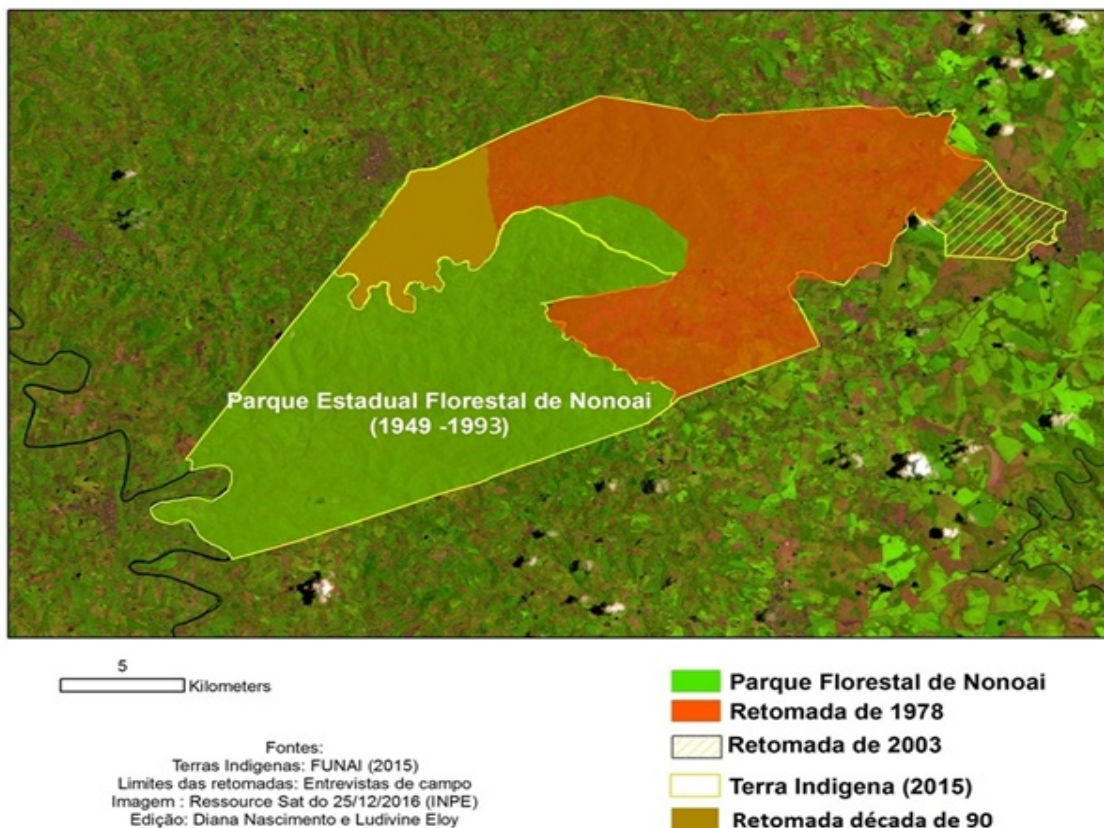 Parque Estadual Florestal de Nonoai
(1949 -1993)
5
Kilometers
Fontes:
Terras Indigenas: FUNAI (2015)
Limites das retomadas: Entrevistas de campo
Imagem : Ressource Sat do 25/12/2016 (INPE)
Edição: Diana Nascimento e Ludivine Eloy
Parque Florestal de Nonoai
Retomada de 1978
Retomada de 2003
Terra Indigena (2015)
Retomada década de 90